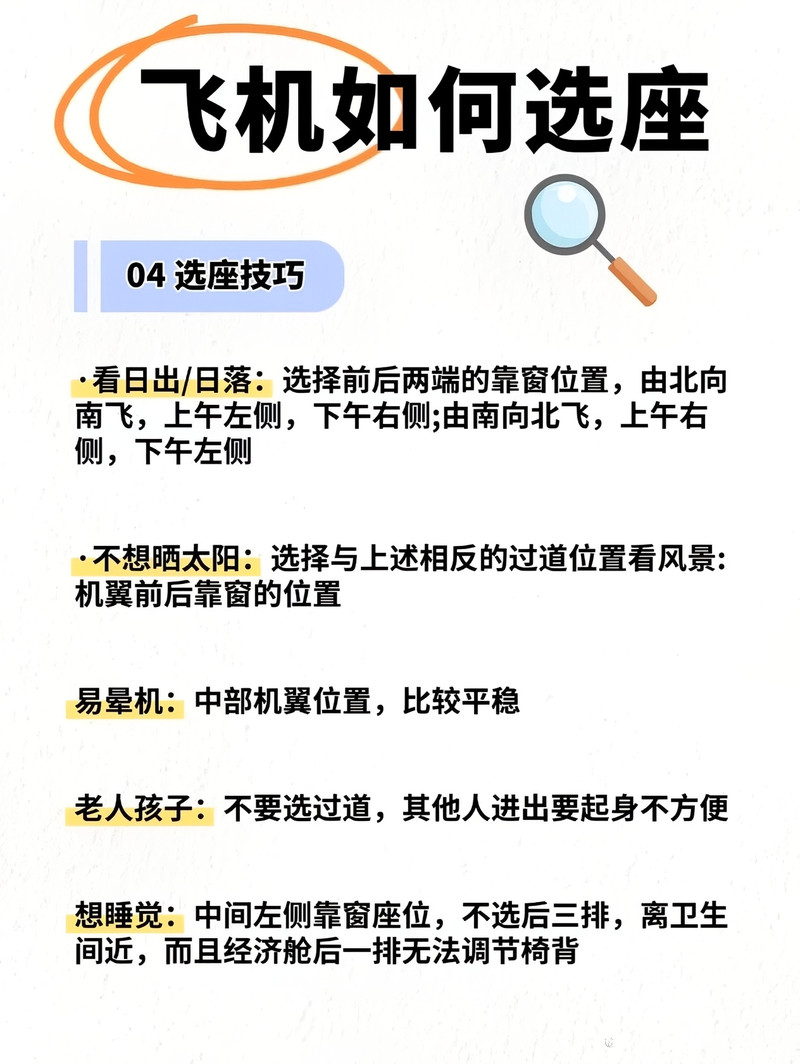 飞机如何选座
04 选座技巧
·看日出/日落：选择前后两端的靠窗位置，由北向
南飞，上午左侧，下午右侧;由南向北飞，上午右
侧，下午左侧
·不想晒太阳：选择与上述相反的过道位置看风景:
机翼前后靠窗的位置
易晕机：中部机翼位置，比较平稳
老人孩子：不要选过道，其他人进出要起身不方便
想睡觉：中间左侧靠窗座位，不选后三排，离卫生
间近，而且经济舱后一排无法调节椅背